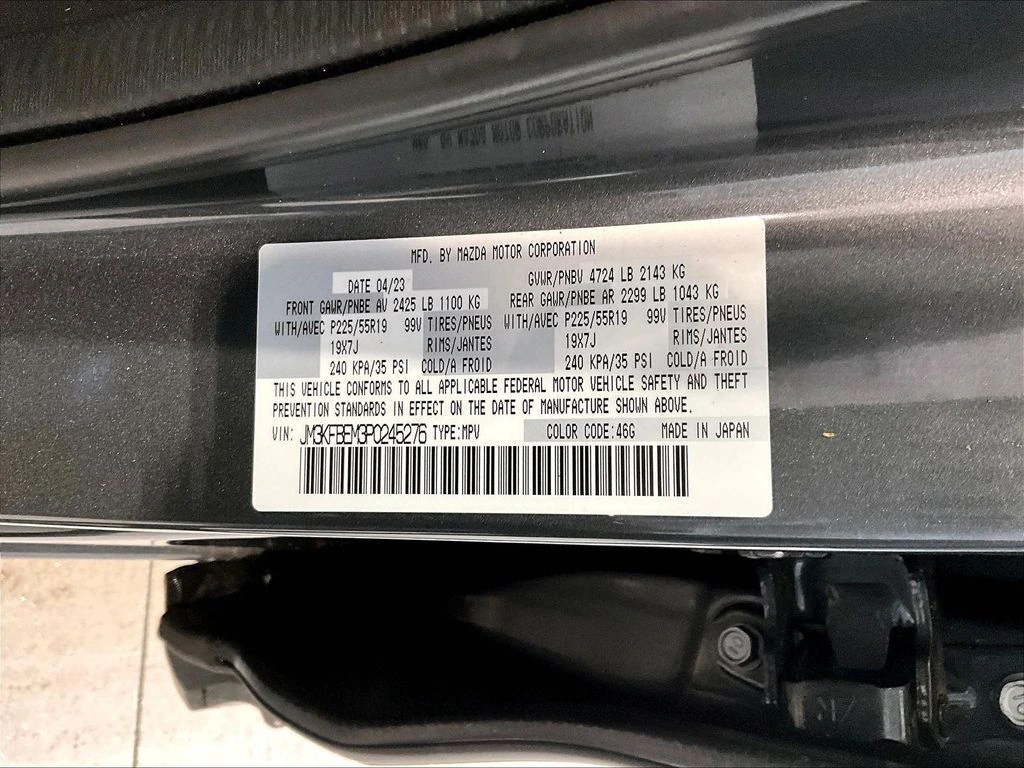 MFD. BY MAZDA MOTOR CORPORATION
DATE 04/23 GVWR/PNBV 4724 LB 2143 KG
FRONT GAWR/PNBE AV 2425 LB 1100 KG REAR GAWR/PNBE AR 2299 LB 1043 KG
WITH/AVEC P225/55R19 99V TIRES/PNEUS WITH/AVEC P225/55R19 99V TIRES/PNEUS
19X7J RIMS/JANTES 19X7J RIMS/JANTES
240 KPA/35 PSI COLD/A FROID 240 KPA/35 PSI COLD/A FROID
THIS VEHICLE CONFORMS TO ALL APPLICABLE FEDERAL MOTOR VEHICLE SAFETY AND THEFT
PREVENTION STANDARDS IN EFFECT ON THE DATE OF MANUFACTURE SHOWN ABOVE.
VIN: JM3KFBEM3P0245276 TYPE:MPV COLOR CODE:46G MADE IN JAPAN